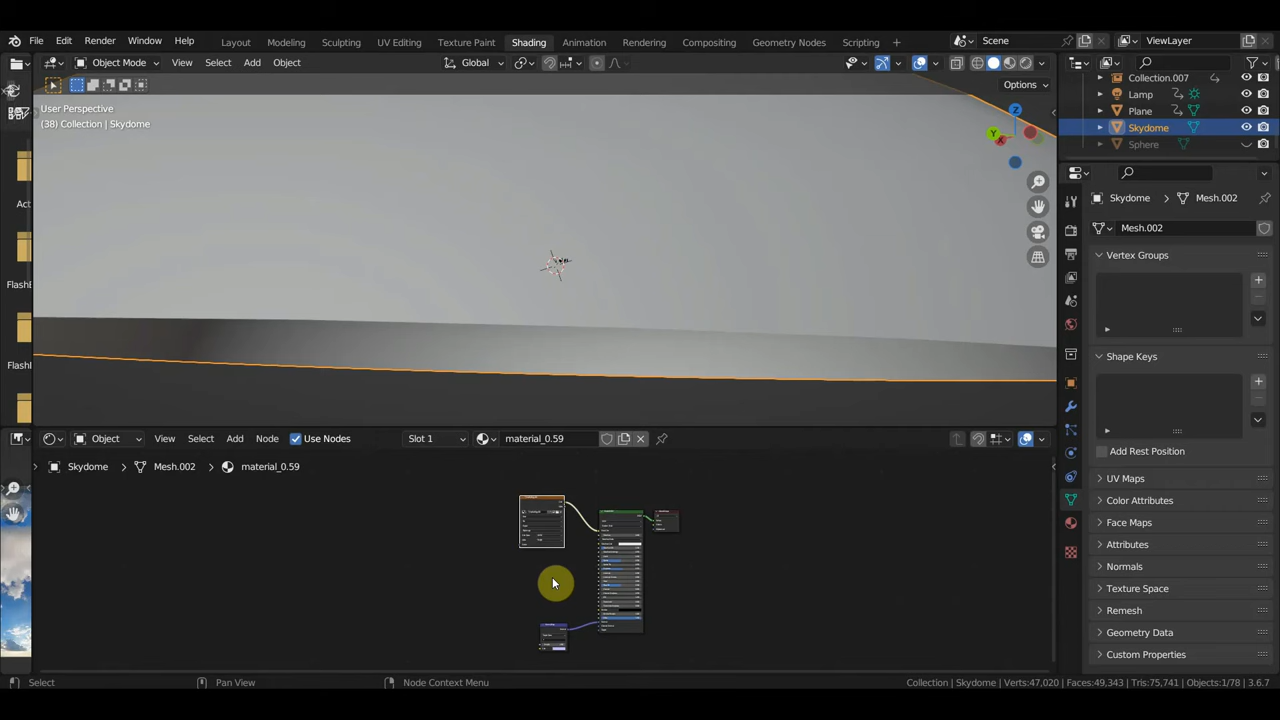 File Edit Render Window Help
Layout Modeling Sculpting UV Editing Texture Paint Shading Animation Rendering Compositing Geometry Nodes Scripting +
Scene ViewLayer
Object Mode View Select Add Object Global
Options
User Perspective
(38) Collection | Skydome
Z
Y
X
Act
FlashB
FlashB
Collection.007
Lamp
Plane
Skydome
Sphere
Skydome > Mesh.002
Mesh.002
Vertex Groups
Shape Keys
Add Rest Position
UV Maps
Color Attributes
Face Maps
Attributes
Normals
Texture Space
Remesh
Geometry Data
Custom Properties
Object View Select Add Node Use Nodes Slot 1 material_0.59
Skydome > Mesh.002 > material_0.59
Select Pan View Node Context Menu
Collection | Skydome | Verts:47,020 | Faces:49,343 | Tris:75,741 | Objects:1/78 | 3.6.7